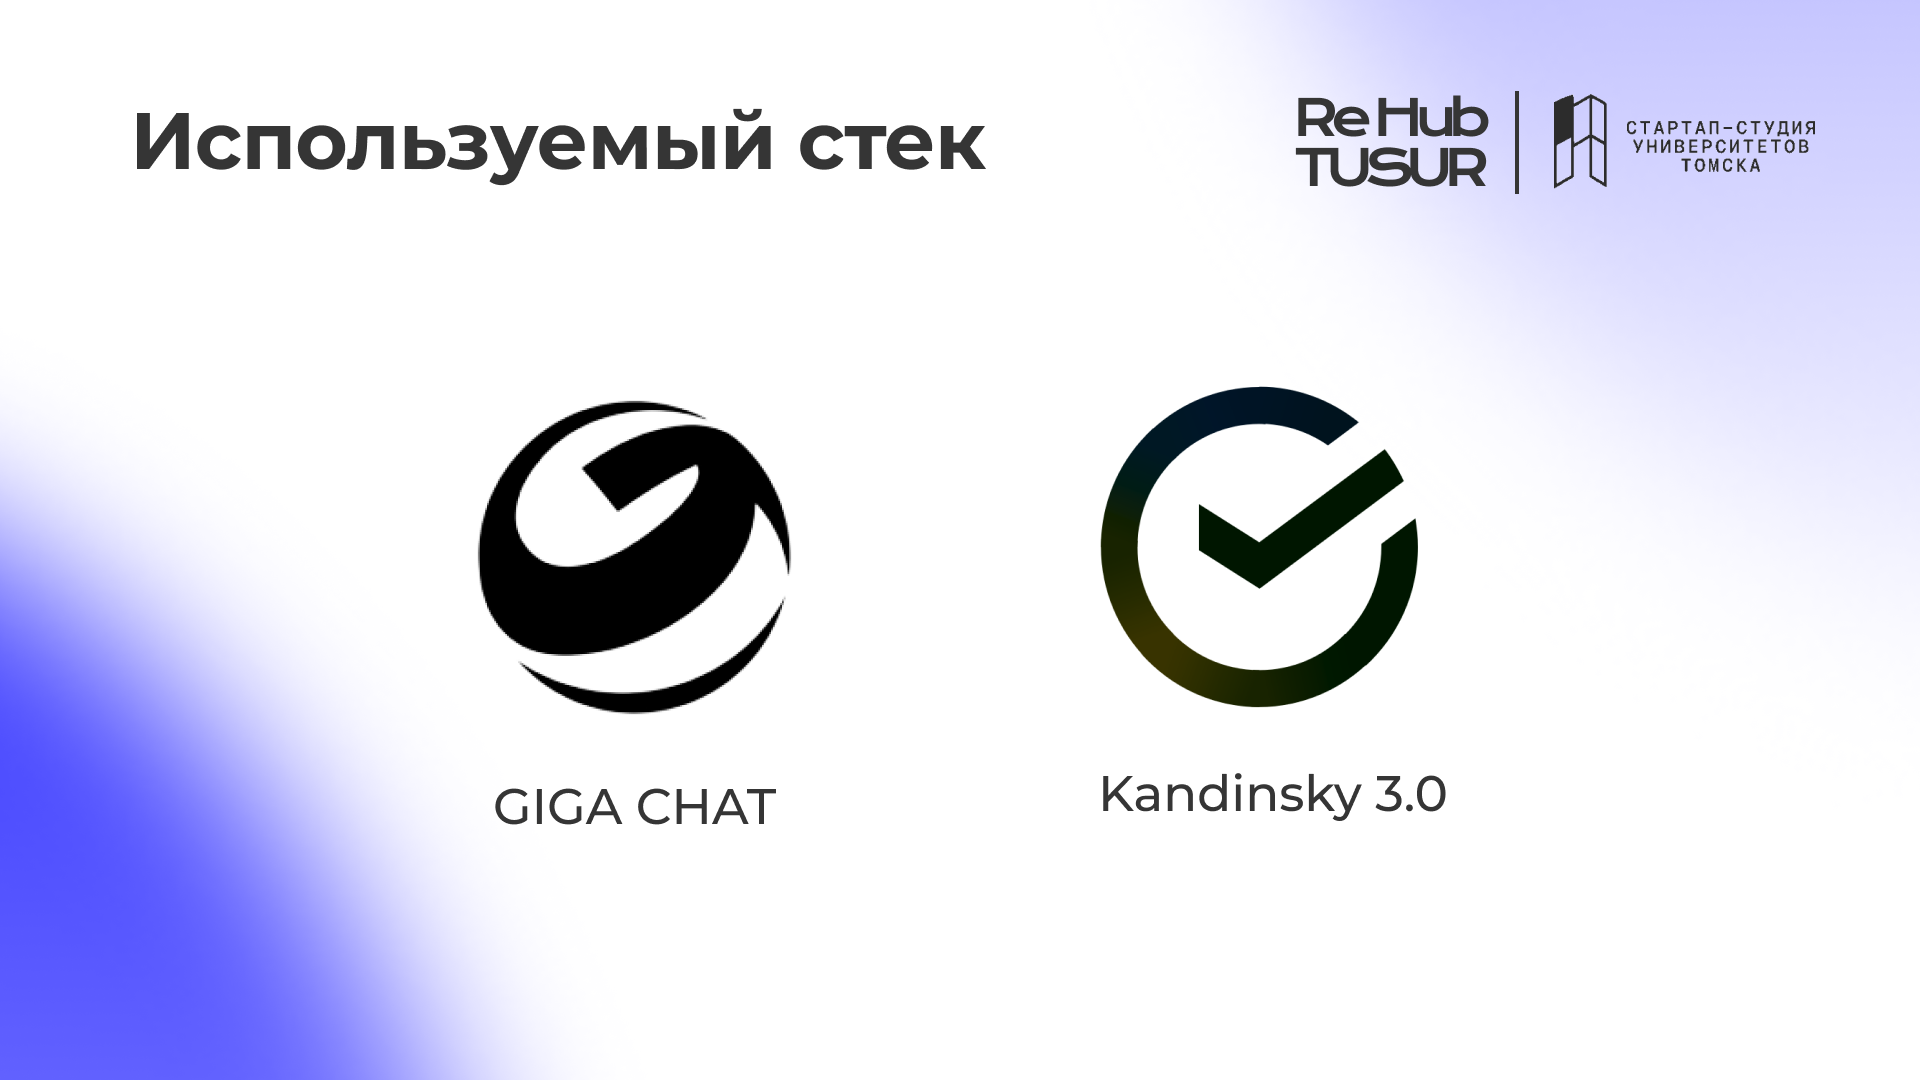 Используемый стек
Re Hub
TUSUR
СТАРТАП-СТУДИЯ
УНИВЕРСИТЕТОВ
ТОМСКА
GIGA CHAT
Kandinsky 3.0